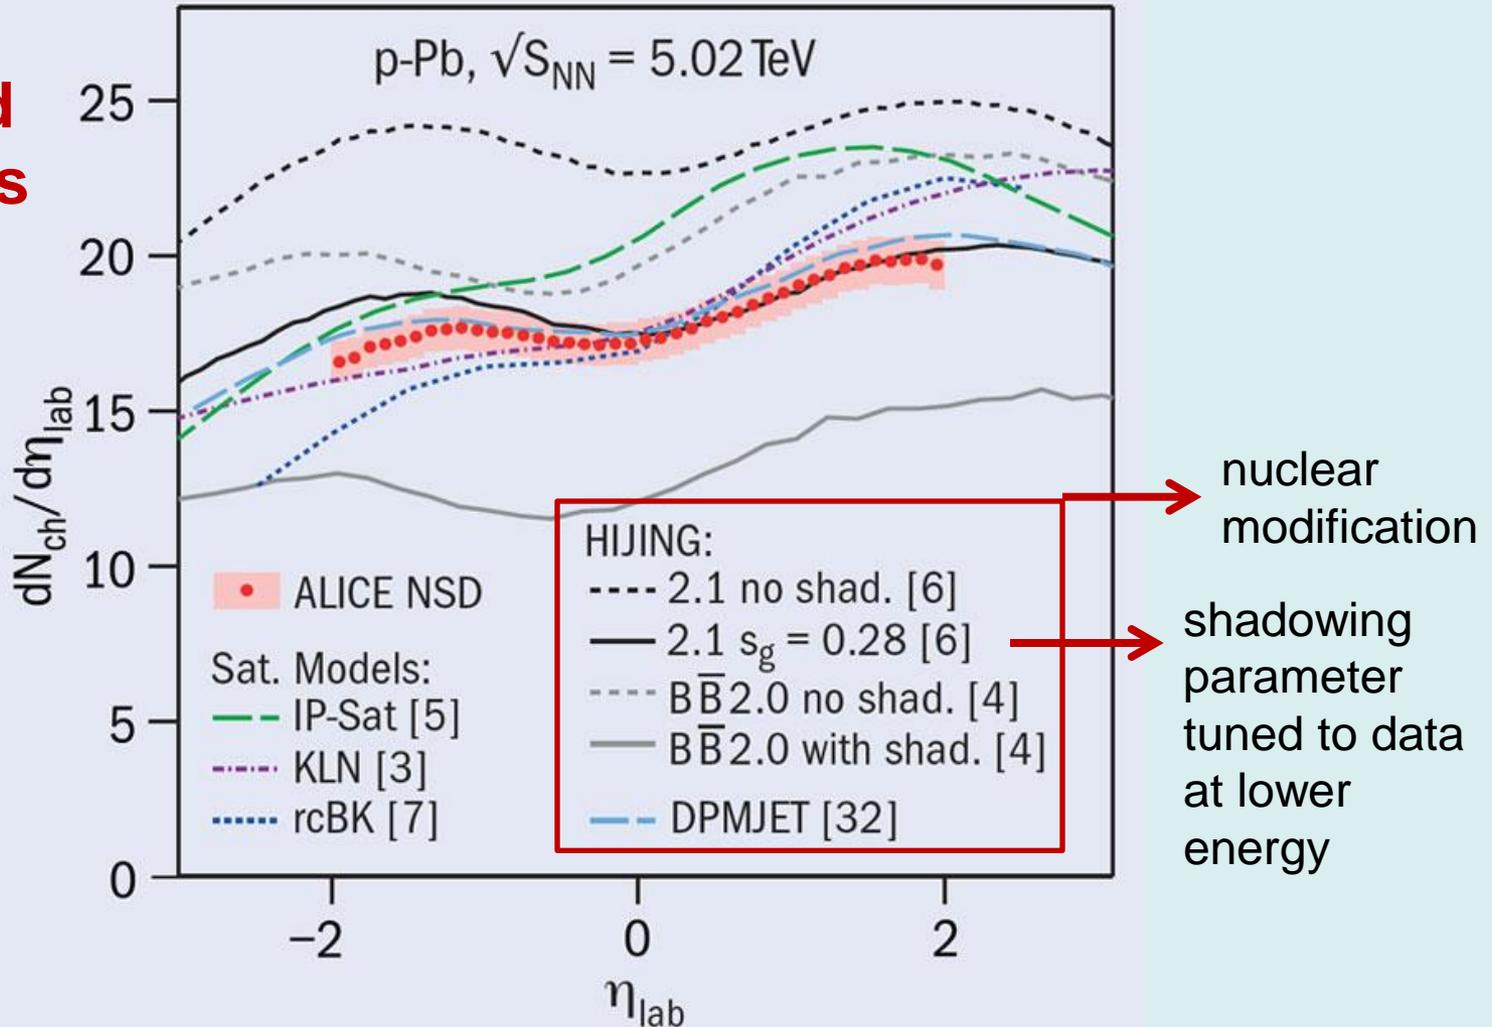 d
s
p-Pb, √S_NN = 5.02 TeV
25
20
15
10
5
0
dN_ch/dη_lab
−2
0
2
η_lab
ALICE NSD
Sat. Models:
IP-Sat [5]
KLN [3]
rcBK [7]
HIJING:
2.1 no shad. [6]
2.1 s_g = 0.28 [6]
BB̅2.0 no shad. [4]
BB̅2.0 with shad. [4]
DPMJET [32]
nuclear
modification
shadowing
parameter
tuned to data
at lower
energy